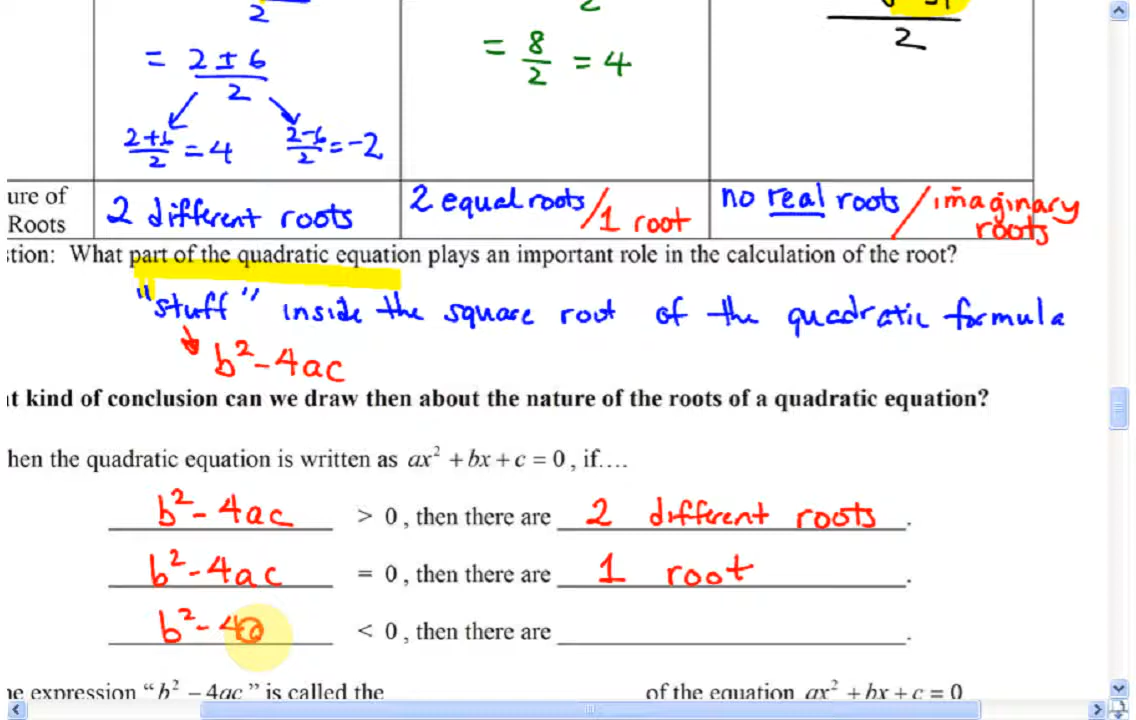 2
= 2 ± 6 / 2
2+6 / 2 = 4
2-6 / 2 = -2
= 8 / 2 = 4
2
ure of
Roots
2 different roots
2 equal roots / 1 root
no real roots / imaginary roots
tion: What part of the quadratic equation plays an important role in the calculation of the root?
"stuff" inside the square root of the quadratic formula
b² - 4ac
t kind of conclusion can we draw then about the nature of the roots of a quadratic equation?
hen the quadratic equation is written as ax² + bx + c = 0, if....
b² - 4ac > 0, then there are 2 different roots.
b² - 4ac = 0, then there are 1 root.
b² - 4a < 0, then there are .
e expression "b² - 4ac" is called the of the equation ax² + bx + c = 0